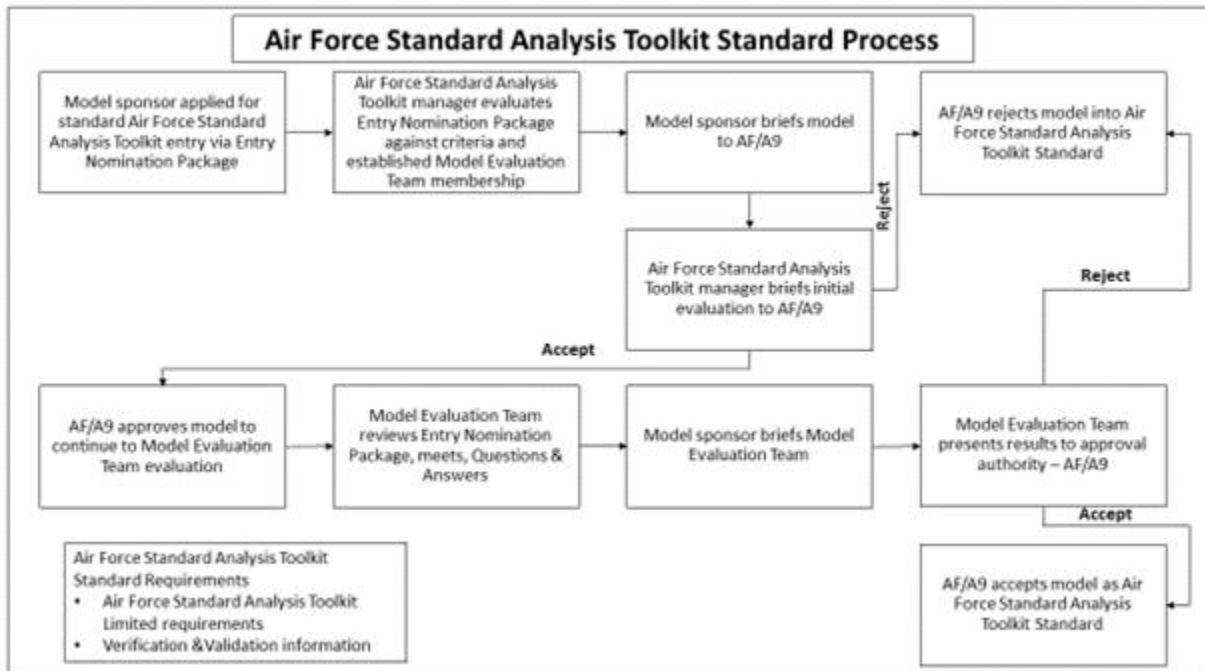 Air Force Standard Analysis Toolkit Standard Process
Model sponsor applied for
standard Air Force Standard
Analysis Toolkit entry via Entry
Nomination Package
Air Force Standard Analysis
Toolkit manager evaluates
Entry Nomination Package
against criteria and
established Model Evaluation
Team membership
Model sponsor briefs model
to AF/A9
AF/A9 rejects model into Air
Force Standard Analysis
Toolkit Standard
Reject
Air Force Standard Analysis
Toolkit manager briefs initial
evaluation to AF/A9
Reject
Accept
AF/A9 approves model to
continue to Model Evaluation
Team evaluation
Model Evaluation Team
reviews Entry Nomination
Package, meets, Questions &
Answers
Model sponsor briefs Model
Evaluation Team
Model Evaluation Team
presents results to approval
authority – AF/A9
Accept
Air Force Standard Analysis Toolkit
Standard Requirements
• Air Force Standard Analysis Toolkit
Limited requirements
• Verification &Validation information
AF/A9 accepts model as Air
Force Standard Analysis
Toolkit Standard